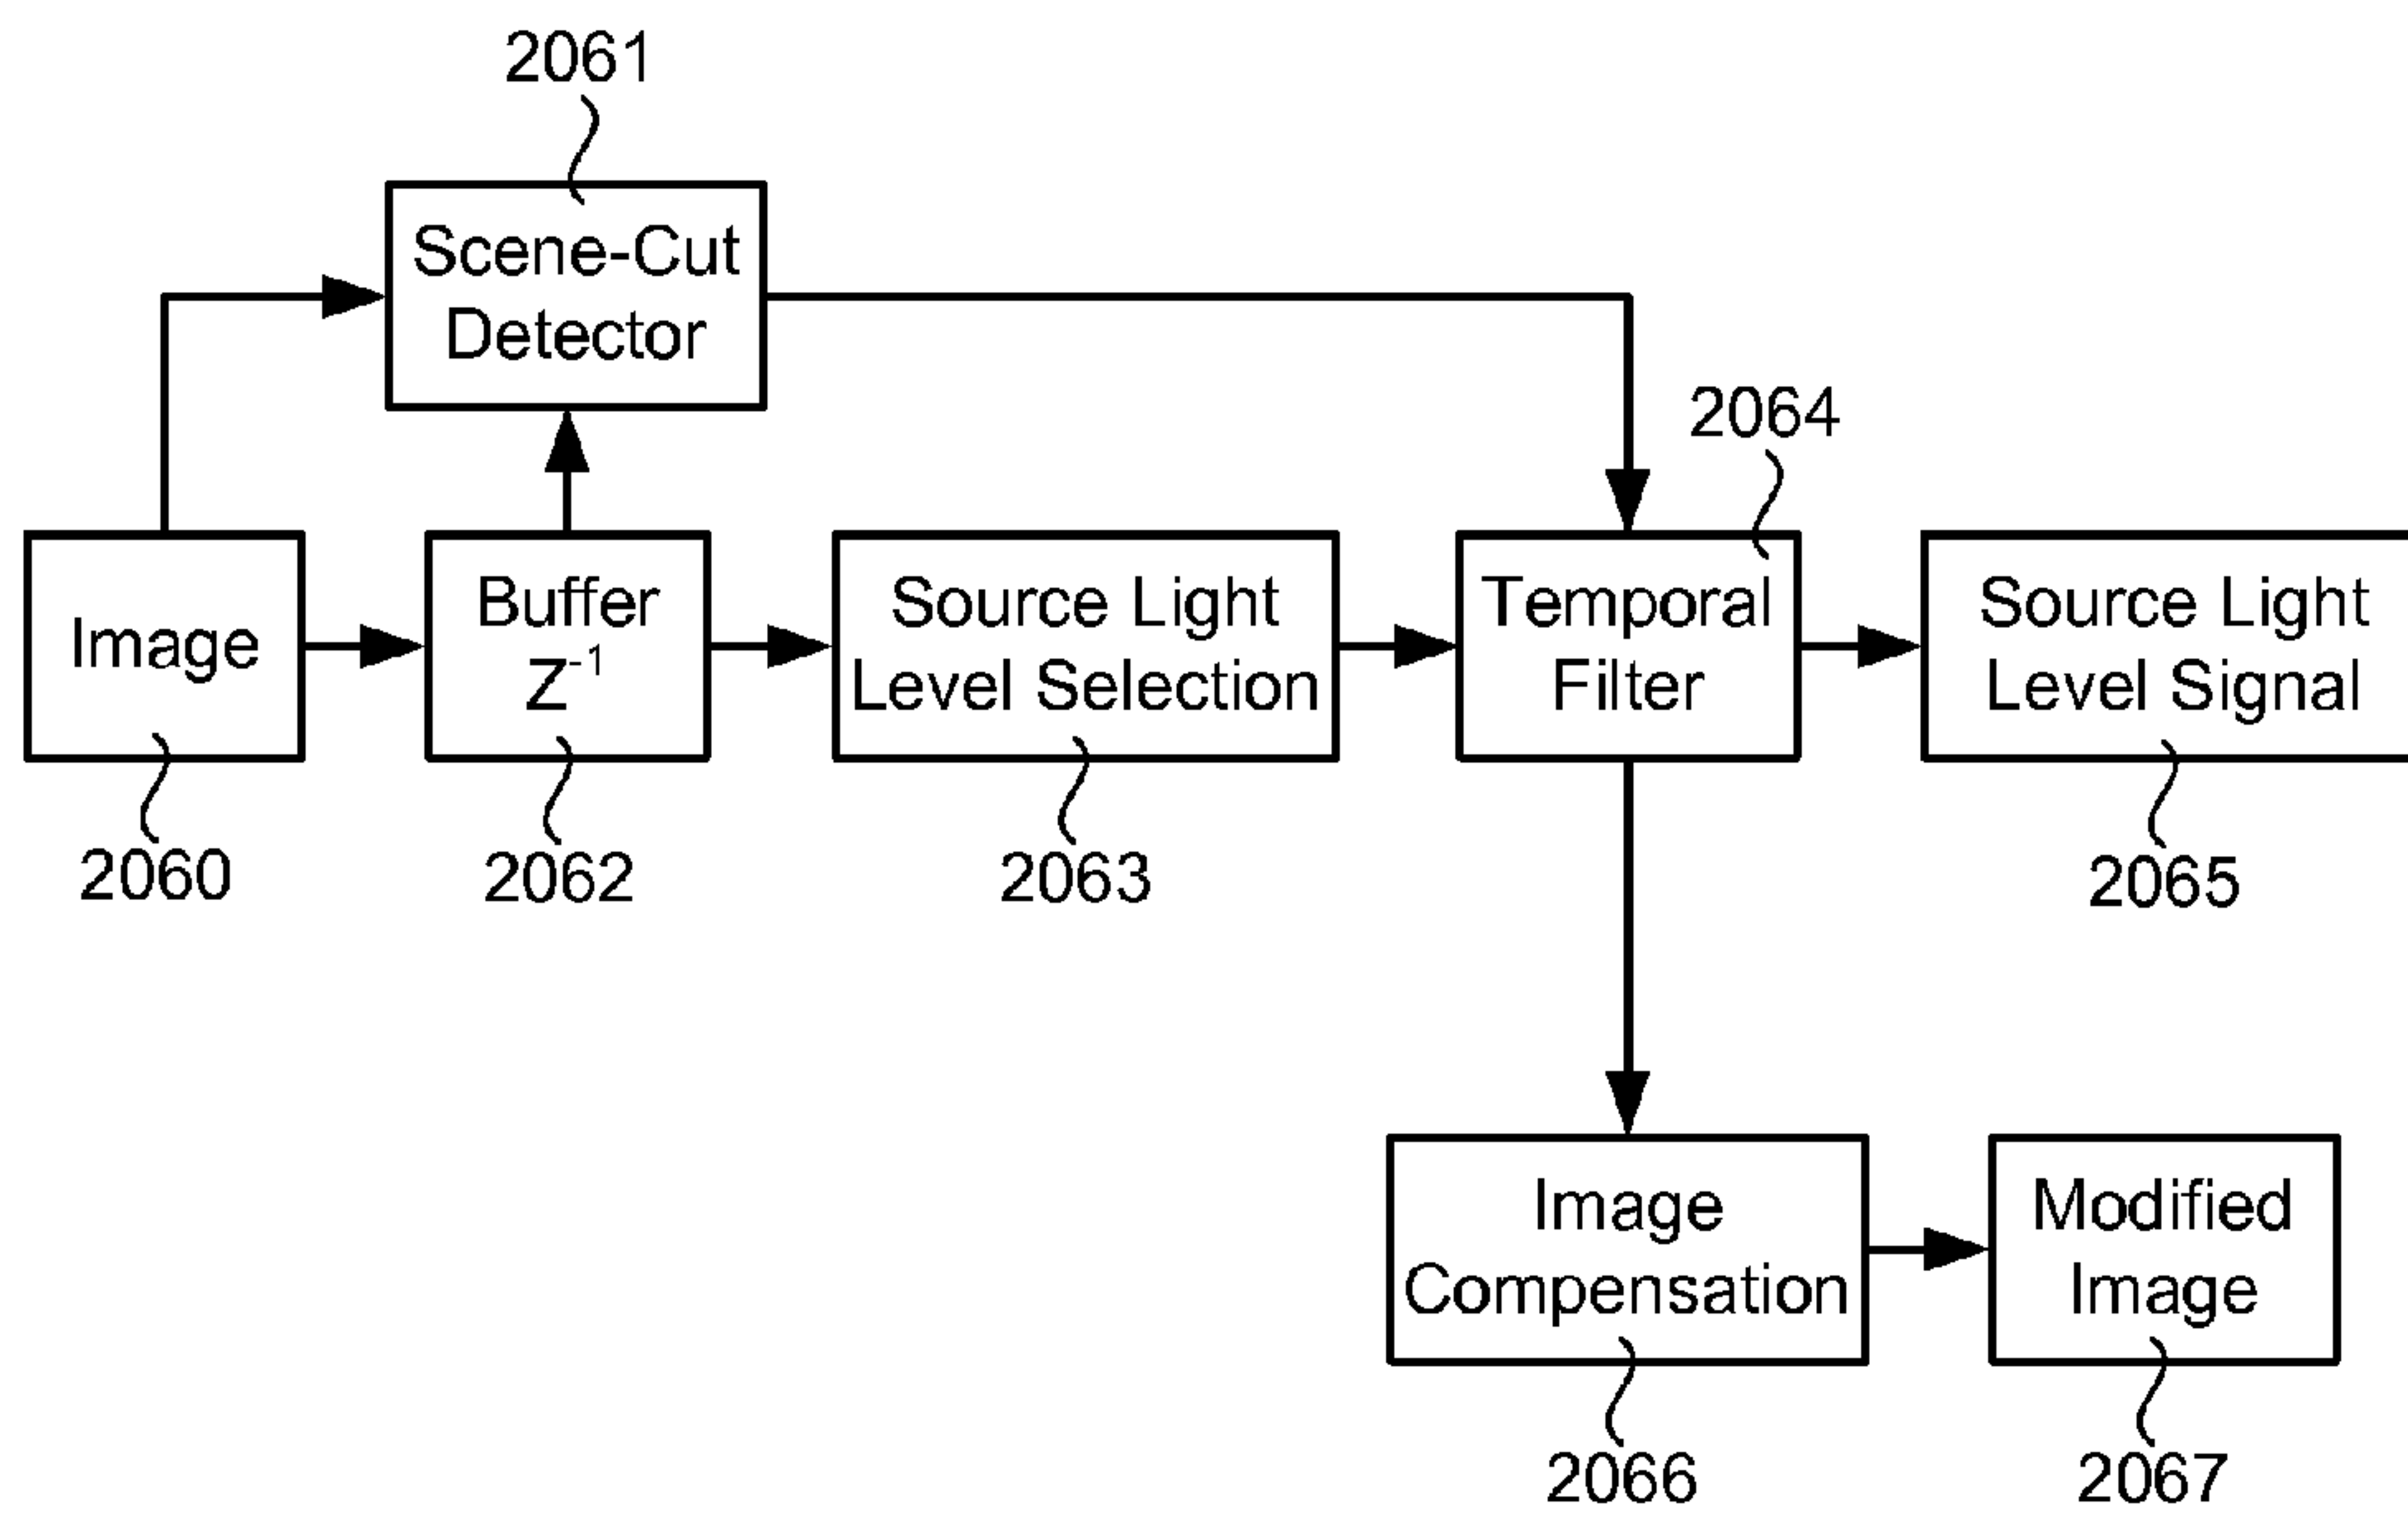 2061
Scene-Cut
Detector
2064
Image
Buffer
Z⁻¹
Source Light
Level Selection
Temporal
Filter
Source Light
Level Signal
2060
2062
2063
2065
Image
Compensation
Modified
Image
2066
2067